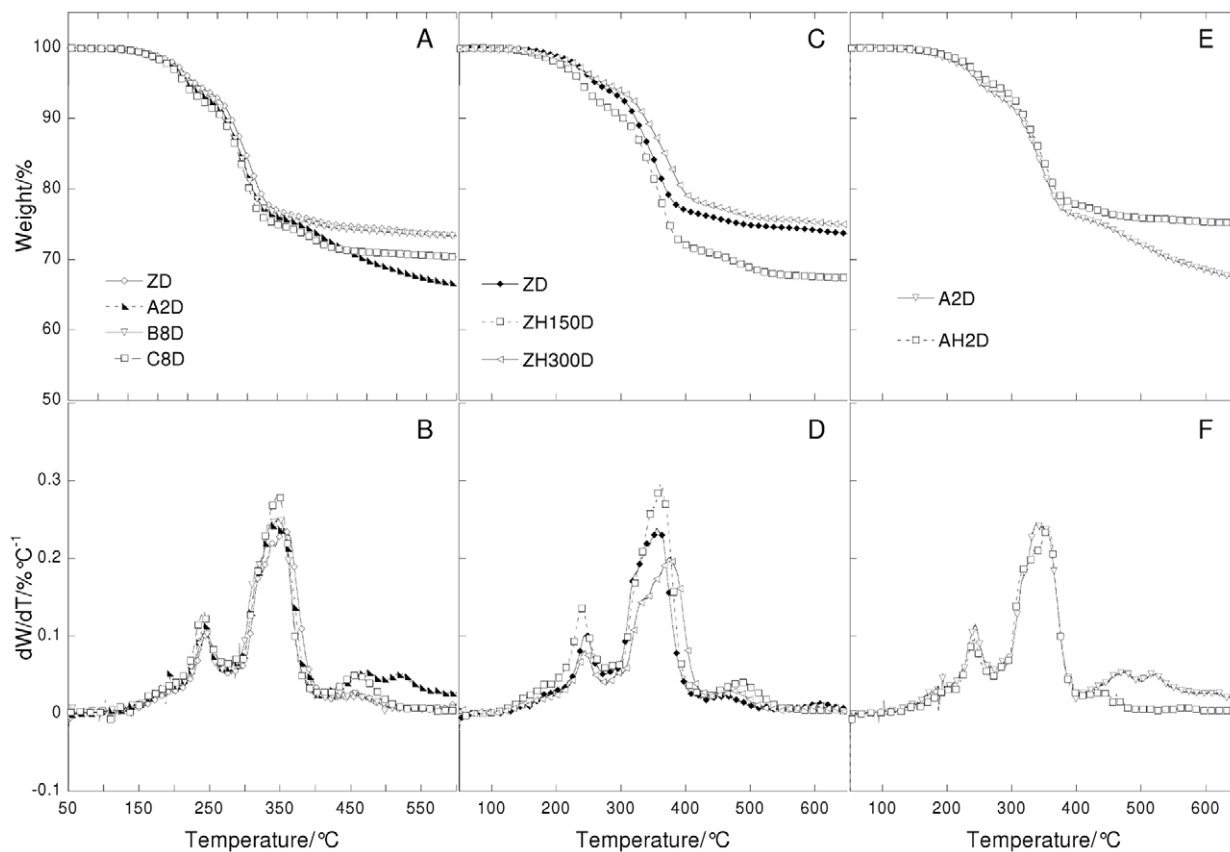 A
C
E
100
90
80
70
60
50
Weight/%
ZD
A2D
B8D
C8D
ZD
ZH150D
ZH300D
A2D
AH2D
B
D
F
0.3
0.2
0.1
0
-0.1
dW/dT/%°C⁻¹
50 150 250 350 450 550
100 200 300 400 500 600
100 200 300 400 500 600
Temperature/°C
Temperature/°C
Temperature/°C